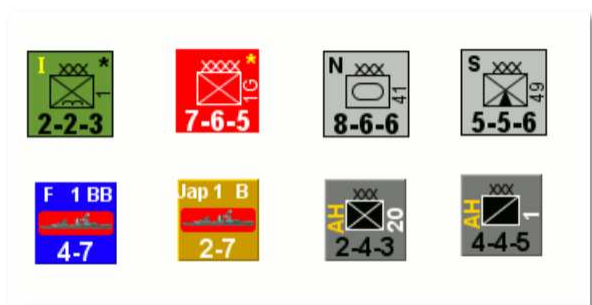 I XXX *
1
2-2-3
XXXX *
1G
7-6-5
N XXX
41
8-6-6
S XXX
49
5-5-6
F 1 BB
4-7
Jap 1 B
2-7
XXX
AH 20
2-4-3
XXX
AH 1
4-4-5